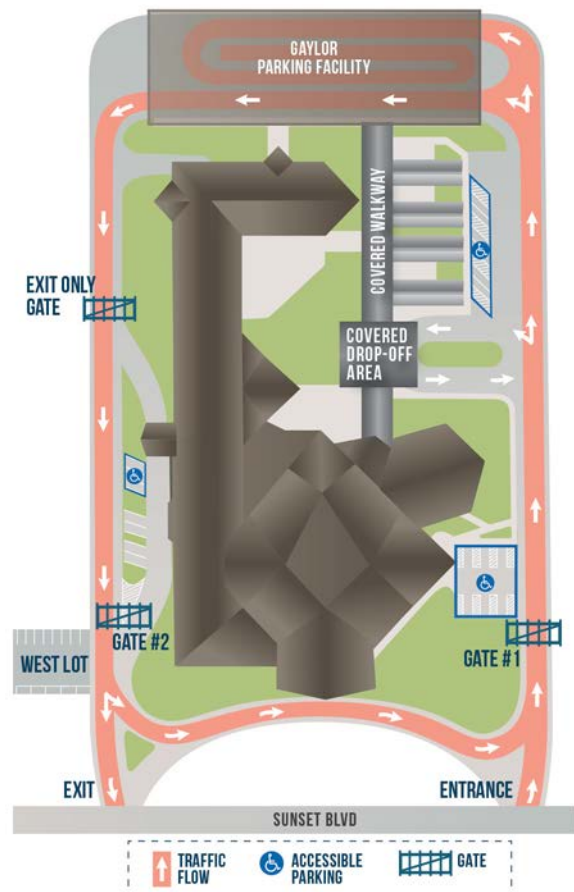 GAYLOR
PARKING FACILITY
COVERED WALKWAY
EXIT ONLY
GATE
COVERED
DROP-OFF
AREA
GATE #2
GATE #1
WEST LOT
EXIT
ENTRANCE
SUNSET BLVD
TRAFFIC
FLOW
ACCESSIBLE
PARKING
GATE